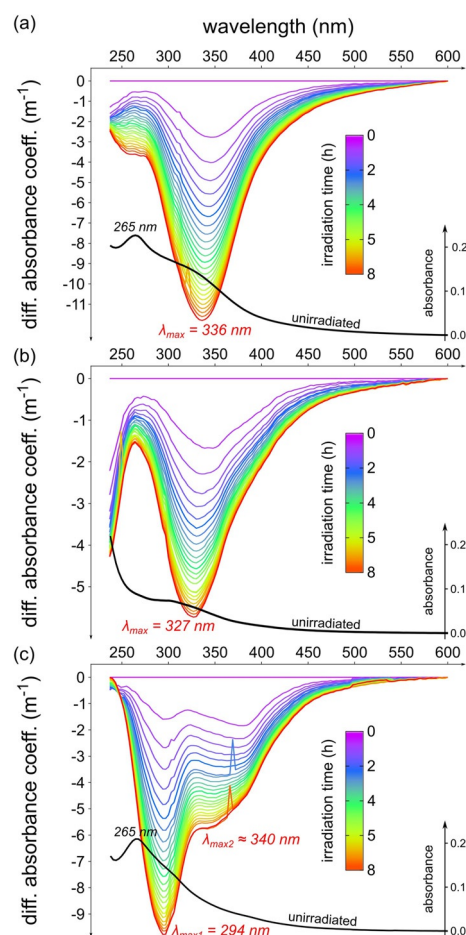 (a)
wavelength (nm)
250 300 350 400 450 500 550 600
diff. absorbance coeff. (m⁻¹)
0
-1
-2
-3
-4
-5
-6
-7
-8
-9
-10
-11
265 nm
λmax = 336 nm
unirradiated
irradiation time (h)
0
2
5
8
absorbance
0.2
0.1
0.0
(b)
250 300 350 400 450 500 550 600
diff. absorbance coeff. (m⁻¹)
0
-1
-2
-3
-4
-5
λmax = 327 nm
unirradiated
irradiation time (h)
0
2
5
8
absorbance
0.2
0.1
0.0
(c)
250 300 350 400 450 500 550 600
diff. absorbance coeff. (m⁻¹)
0
-1
-2
-3
-4
-5
-6
-7
-8
-9
265 nm
λmax2 ≈ 340 nm
λmax1 = 294 nm
unirradiated
irradiation time (h)
0
2
5
8
absorbance
0.2
0.1
0.0